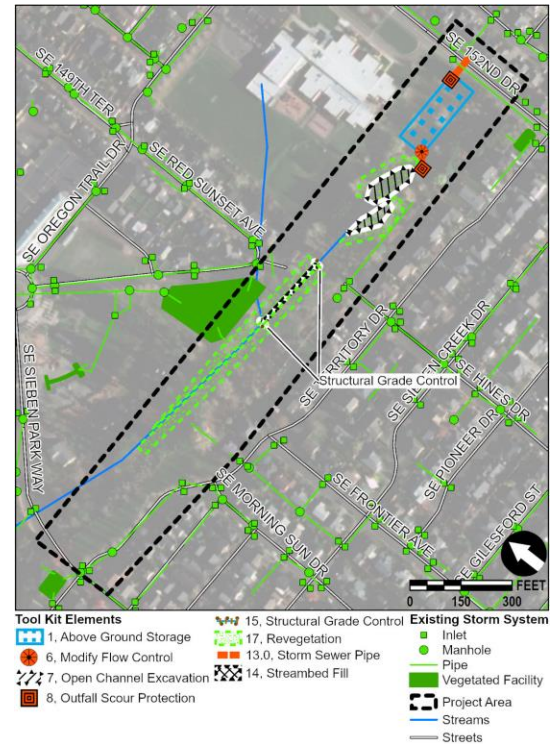 SE 152ND DR
SE 149TH TER
SE OREGON TRAIL DR
SE RED SUNSET AVE
SE TERRITORY DR
SE SIEBEN CREEK DR
Structural Grade Control
SE HINES DR
SE SIEBEN PARK WAY
SE PIONEER DR
SE FRONTIER AVE
SE MORNING SUN DR
SE GILESFORD ST
FEET
0 150 300
Tool Kit Elements
1, Above Ground Storage
6, Modify Flow Control
7, Open Channel Excavation
8, Outfall Scour Protection
15, Structural Grade Control
17, Revegetation
13.0, Storm Sewer Pipe
14, Streambed Fill
Existing Storm System
Inlet
Manhole
Pipe
Vegetated Facility
Project Area
Streams
Streets